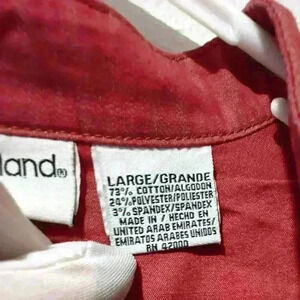 land®
LARGE/GRANDE
73% COTTON/ALGODON
24% POLYESTER/POLIESTER
3% SPANDEX/SPANDEX
MADE IN / HECHO EN
UNITED ARAB EMIRATES/
EMIRATOS ARABES UNIDOS
RN 42000